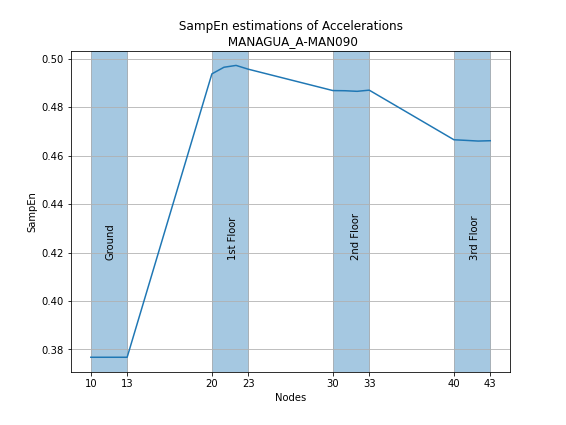 SampEn estimations of Accelerations
MANAGUA_A-MAN090
0.50
0.48
0.46
0.44
0.42
0.40
0.38
SampEn
Ground
1st Floor
2nd Floor
3rd Floor
10 13 20 23 30 33 40 43
Nodes